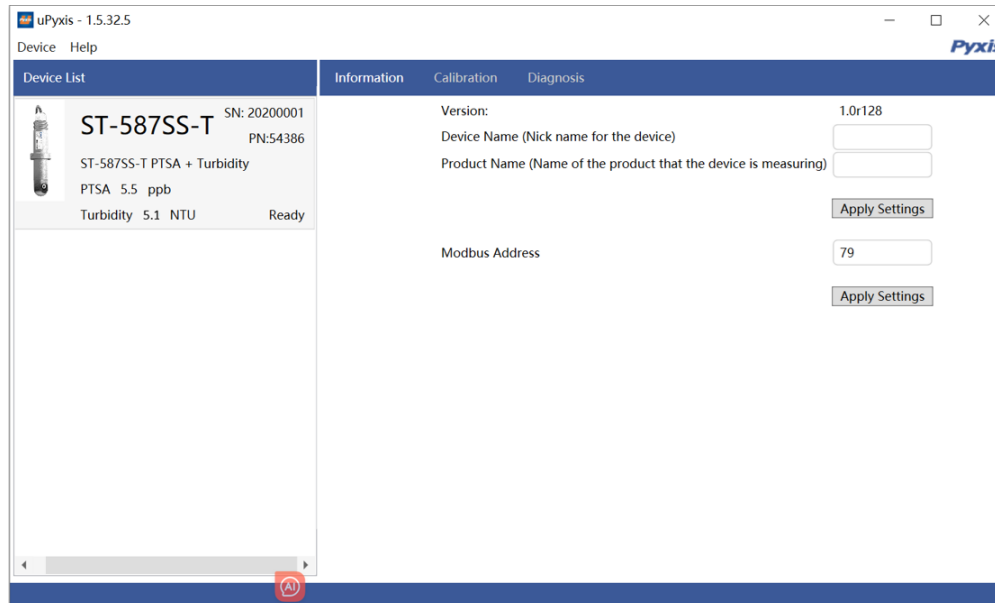 uPyxis - 1.5.32.5
Device Help
Pyxis
Device List
Information Calibration Diagnosis
ST-587SS-T
SN: 20200001
PN:54386
ST-587SS-T PTSA + Turbidity
PTSA 5.5 ppb
Turbidity 5.1 NTU Ready
Version: 1.0r128
Device Name (Nick name for the device)
Product Name (Name of the product that the device is measuring)
Apply Settings
Modbus Address 79
Apply Settings
AI